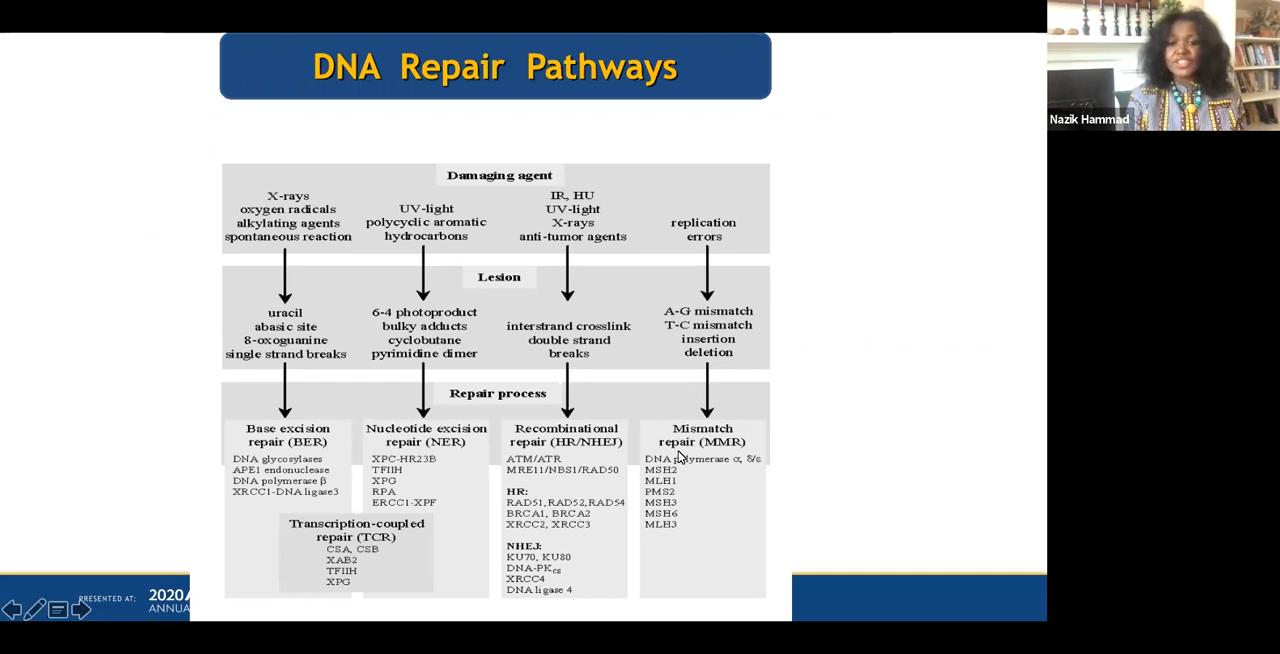 DNA Repair Pathways
Nazik Hammad
Damaging agent
X-rays
oxygen radicals
alkylating agents
spontaneous reaction
UV-light
polycyclic aromatic
hydrocarbons
IR, HU
UV-light
X-rays
anti-tumor agents
replication
errors
Lesion
uracil
abasic site
8-oxoguanine
single strand breaks
6-4 photoproduct
bulky adducts
cyclobutane
pyrimidine dimer
interstrand crosslink
double strand
breaks
A-G mismatch
T-C mismatch
insertion
deletion
Repair process
Base excision
repair (BER)
DNA glycosylases
APE1 endonuclease
DNA polymerase β
XRCC1-DNA ligase3
Nucleotide excision
repair (NER)
XPC-HR23B
TFIIH
XPG
RPA
ERCC1-XPF
Transcription-coupled
repair (TCR)
CSA, CSB
XAB2
TFIIH
XPG
Recombinational
repair (HR/NHEJ)
ATM/ATR
MRE11/NBS1/RAD50
HR:
RAD51,RAD52,RAD54
BRCA1, BRCA2
XRCC2, XRCC3
NHEJ:
KU70, KU80
DNA-PKcs
XRCC4
DNA ligase 4
Mismatch
repair (MMR)
DNA polymerase α, δ/ε
MSH2
MLH1
PMS2
MSH3
MSH6
MLH3
PRESENTED AT:
2020
ANNUA